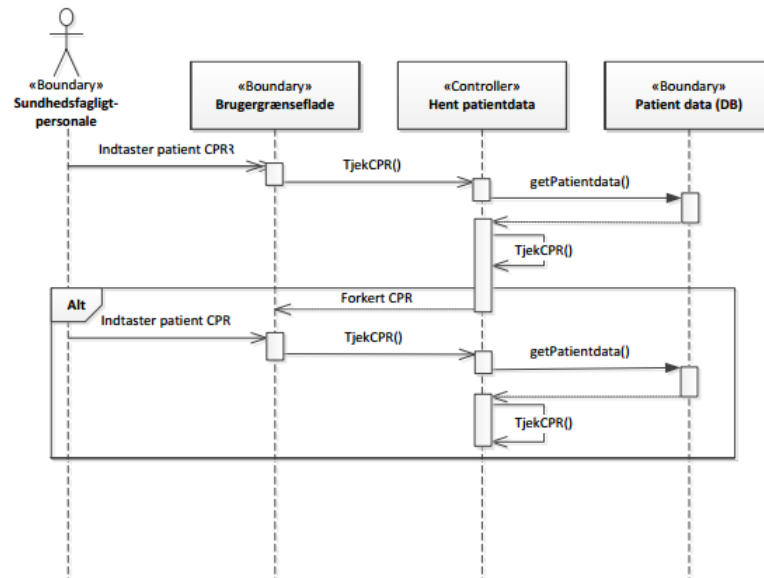 «Boundary»
Sundhedsfagligt-
personale
«Boundary»
Brugergrænseflade
«Controller»
Hent patientdata
«Boundary»
Patient data (DB)
Indtaster patient CPRR
TjekCPR()
getPatientdata()
TjekCPR()
Alt
Forkert CPR
Indtaster patient CPR
TjekCPR()
getPatientdata()
TjekCPR()